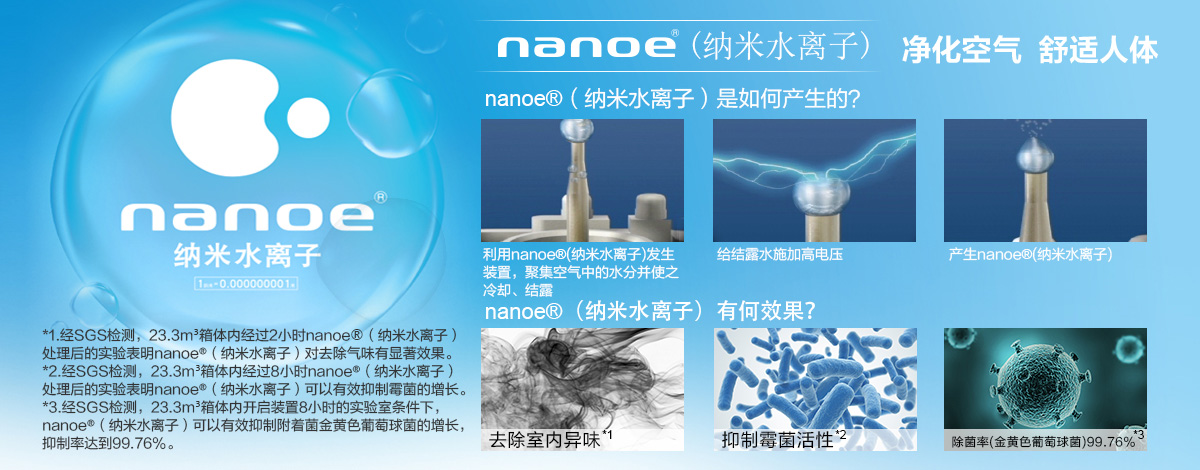 nanoe®
纳米水离子
1纳米=0.000000001米
*1.经SGS检测，23.3m³箱体内经过2小时nanoe®（纳米水离子）
处理后的实验表明nanoe®（纳米水离子）对去除气味有显著效果。
*2.经SGS检测，23.3m³箱体内经过8小时nanoe®（纳米水离子）
处理后的实验表明nanoe®（纳米水离子）可以有效抑制霉菌的增长。
*3.经SGS检测，23.3m³箱体内开启装置8小时的实验室条件下，
nanoe®（纳米水离子）可以有效抑制附着菌金黄色葡萄球菌的增长，
抑制率达到99.76%。
nanoe®（纳米水离子） 净化空气 舒适人体
nanoe®（纳米水离子）是如何产生的?
利用nanoe®(纳米水离子)发生
装置，聚集空气中的水分并使之
冷却、结露
给结露水施加高电压
产生nanoe®(纳米水离子)
nanoe®（纳米水离子）有何效果?
去除室内异味*1
抑制霉菌活性*2
除菌率(金黄色葡萄球菌)99.76%*3